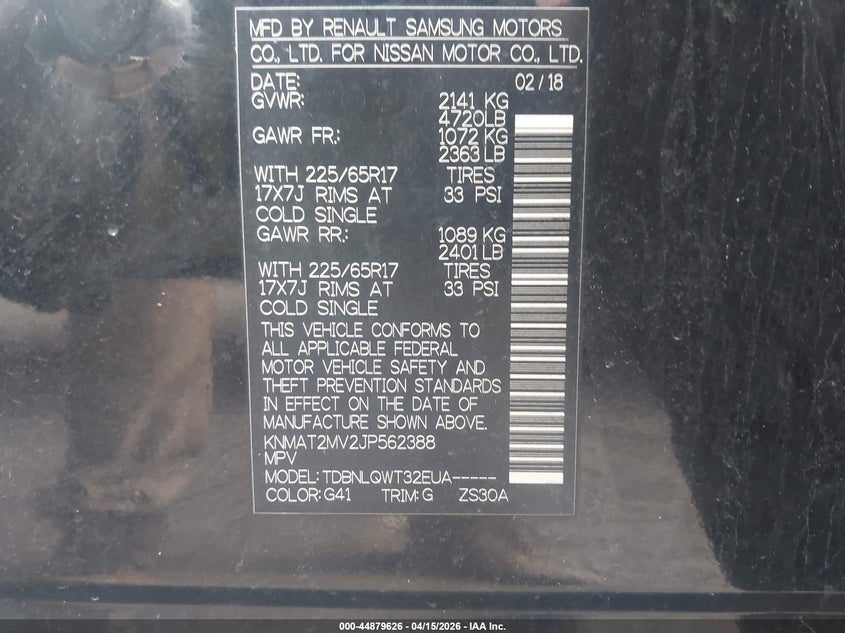 MFD BY RENAULT SAMSUNG MOTORS
CO., LTD. FOR NISSAN MOTOR CO., LTD.
DATE: 02 / 18
GVWR: 2141 KG
4720LB
GAWR FR.: 1072 KG
2363 LB
WITH 225/65R17 TIRES
17X7J RIMS AT 33 PSI
COLD SINGLE
GAWR RR.: 1089 KG
2401 LB
WITH 225/65R17 TIRES
17X7J RIMS AT 33 PSI
COLD SINGLE
THIS VEHICLE CONFORMS TO
ALL APPLICABLE FEDERAL
MOTOR VEHICLE SAFETY AND
THEFT PREVENTION STANDARDS
IN EFFECT ON THE DATE OF
MANUFACTURE SHOWN ABOVE.
KNMAT2MV2JP562388
MPV
MODEL: TDBNLQWT32EUA-----
COLOR: G41 TRIM: G ZS30A
000-44879626 - 04/15/2026 - IAA Inc.